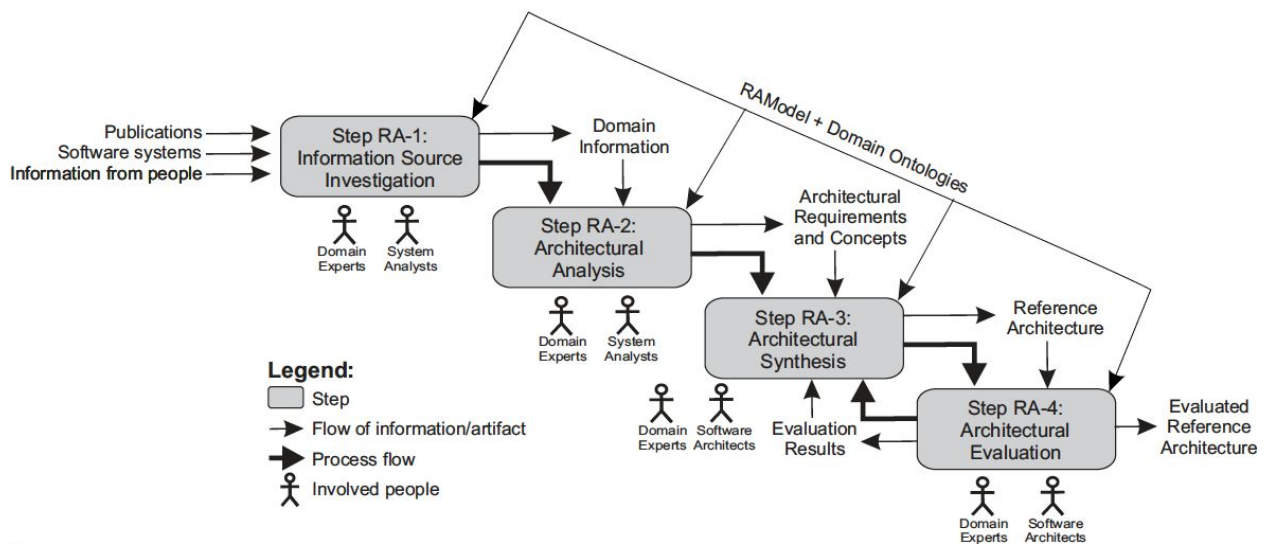 RAModel + Domain Ontologies
Publications
Software systems
Information from people
Step RA-1:
Information Source
Investigation
Domain
Information
Domain
Experts
System
Analysts
Step RA-2:
Architectural
Analysis
Architectural
Requirements
and Concepts
Domain
Experts
System
Analysts
Step RA-3:
Architectural
Synthesis
Reference
Architecture
Domain
Experts
Software
Architects
Evaluation
Results
Step RA-4:
Architectural
Evaluation
Evaluated
Reference
Architecture
Domain
Experts
Software
Architects
Legend:
Step
Flow of information/artifact
Process flow
Involved people